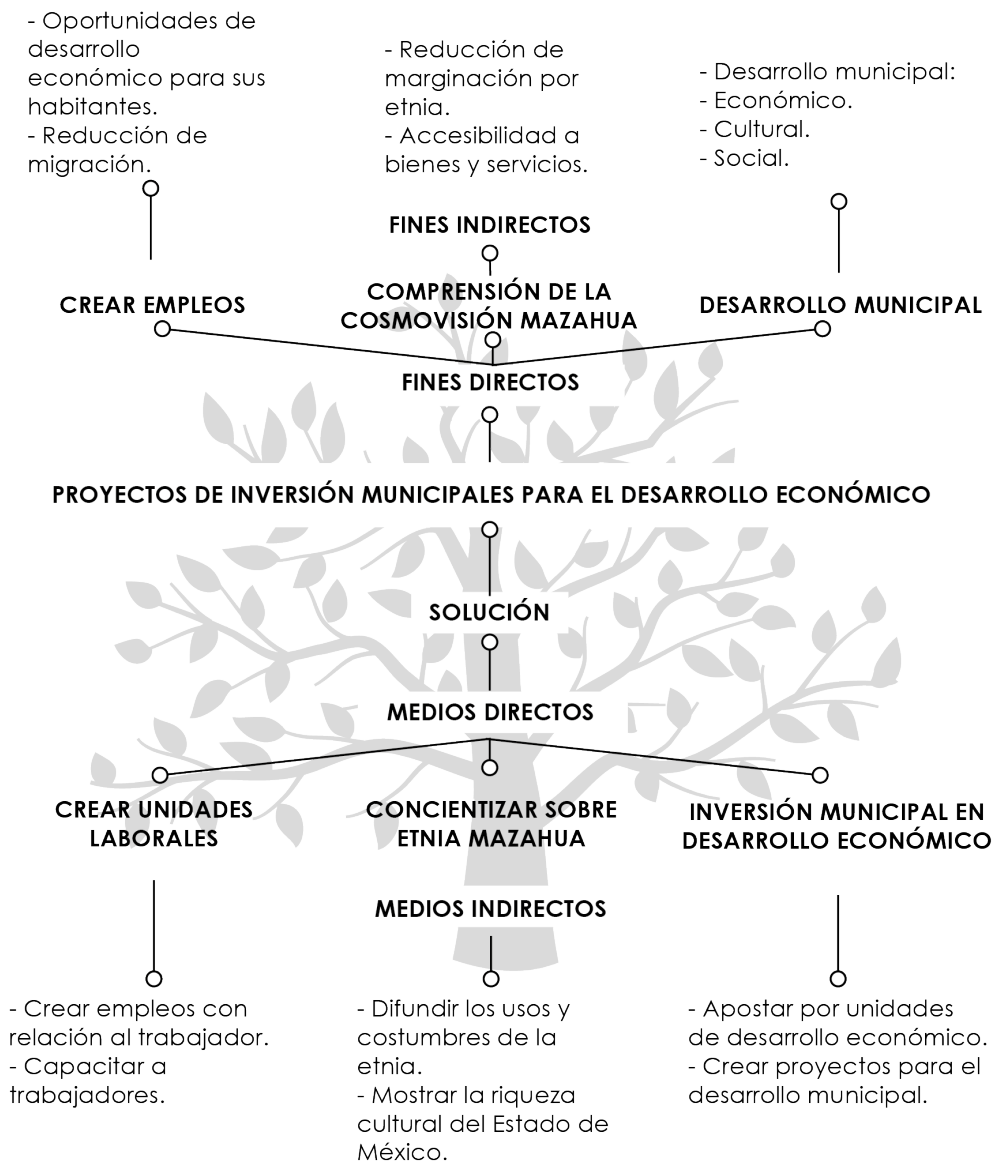 - Oportunidades de
desarrollo
económico para sus
habitantes.
- Reducción de
migración.
- Reducción de
marginación por
etnia.
- Accesibilidad a
bienes y servicios.
- Desarrollo municipal:
- Económico.
- Cultural.
- Social.
FINES INDIRECTOS
CREAR EMPLEOS
COMPRENSIÓN DE LA
COSMOVISIÓN MAZAHUA
DESARROLLO MUNICIPAL
FINES DIRECTOS
PROYECTOS DE INVERSIÓN MUNICIPALES PARA EL DESARROLLO ECONÓMICO
SOLUCIÓN
MEDIOS DIRECTOS
CREAR UNIDADES
LABORALES
CONCIENTIZAR SOBRE
ETNIA MAZAHUA
INVERSIÓN MUNICIPAL EN
DESARROLLO ECONÓMICO
MEDIOS INDIRECTOS
- Crear empleos con
relación al trabajador.
- Capacitar a
trabajadores.
- Difundir los usos y
costumbres de la
etnia.
- Mostrar la riqueza
cultural del Estado de
México.
- Apostar por unidades
de desarrollo económico.
- Crear proyectos para el
desarrollo municipal.